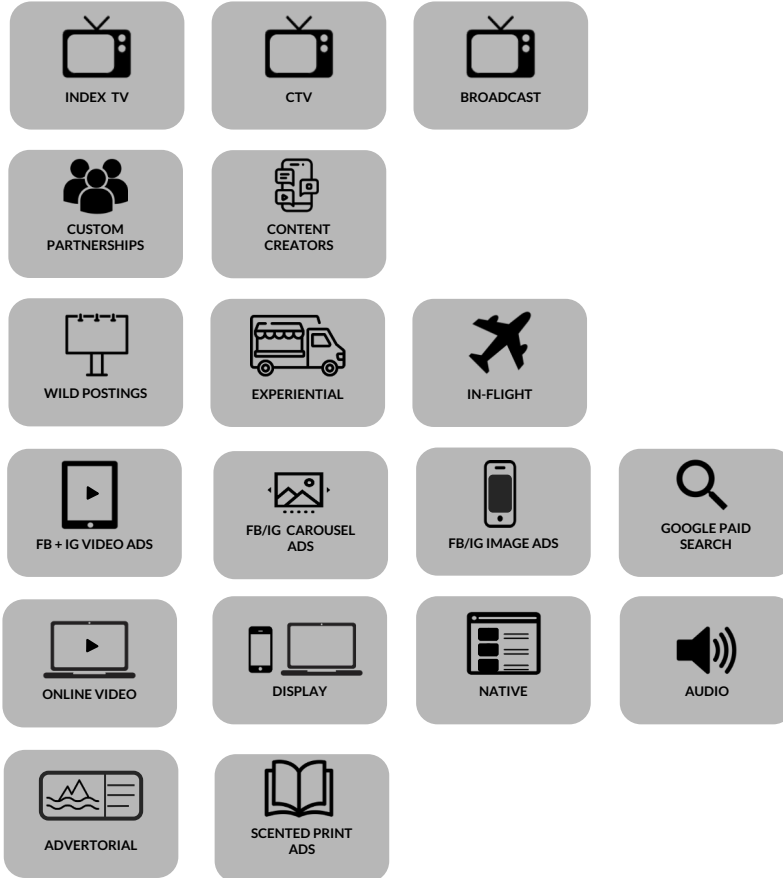 INDEX TV
CTV
BROADCAST
CUSTOM
PARTNERSHIPS
CONTENT
CREATORS
WILD POSTINGS
EXPERIENTIAL
IN-FLIGHT
FB + IG VIDEO ADS
FB/IG CAROUSEL
ADS
FB/IG IMAGE ADS
GOOGLE PAID
SEARCH
ONLINE VIDEO
DISPLAY
NATIVE
AUDIO
ADVERTORIAL
SCENTED PRINT
ADS